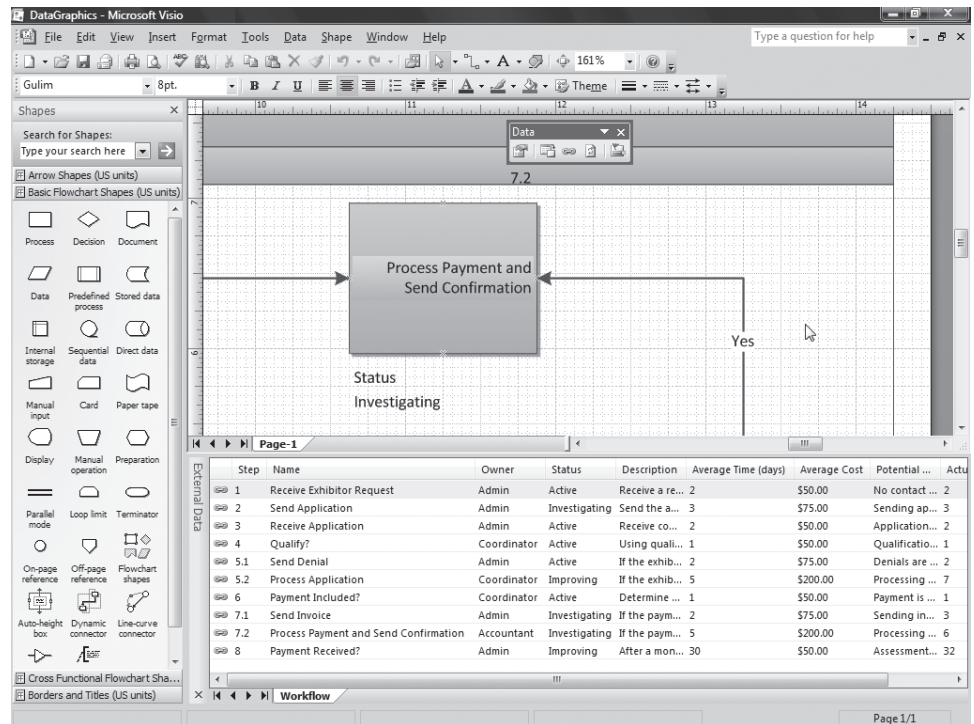 DataGraphics - Microsoft Visio
File Edit View Insert Format Tools Data Shape Window Help
Type a question for help
161%
Gulim 8pt. B I U A Theme
Shapes
Search for Shapes:
Type your search here
Arrow Shapes (US units)
Basic Flowchart Shapes (US units)
Process Decision Document
Data Predefined process Stored data
Internal storage Sequential data Direct data
Manual input Card Paper tape
Display Manual operation Preparation
Parallel mode Loop limit Terminator
On-page reference Off-page reference Flowchart shapes
Auto-height box Dynamic connector Line-curve connector
Cross Functional Flowchart Sha...
Borders and Titles (US units)
10 11 12 13 14
Data
7.2
Process Payment and
Send Confirmation
Yes
Status
Investigating
Page-1
External Data
Step Name Owner Status Description Average Time (days) Average Cost Potential ... Actu
1 Receive Exhibitor Request Admin Active Receive a re... 2 $50.00 No contact ... 2
2 Send Application Admin Investigating Send the a... 3 $75.00 Sending ap... 3
3 Receive Application Admin Active Receive co... 2 $50.00 Application... 2
4 Qualify? Coordinator Active Using quali... 1 $50.00 Qualificatio... 1
5.1 Send Denial Admin Active If the exhib... 2 $75.00 Denials are ... 2
5.2 Process Application Coordinator Improving If the exhib... 5 $200.00 Processing ... 7
6 Payment Included? Coordinator Active Determine ... 1 $50.00 Payment is ... 1
7.1 Send Invoice Admin Investigating If the paym... 2 $75.00 Sending in... 3
7.2 Process Payment and Send Confirmation Accountant Investigating If the paym... 5 $200.00 Processing ... 6
8 Payment Received? Admin Improving After a mon... 30 $50.00 Assessment... 32
Workflow
Page 1/1